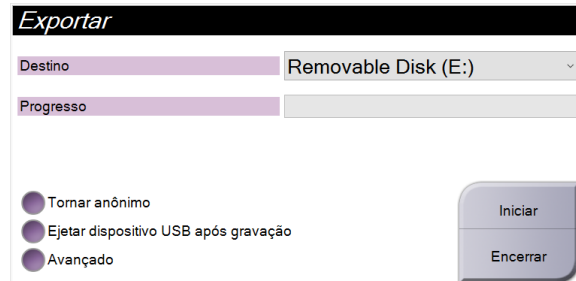 Exportar
Destino
Removable Disk (E:)
Progresso
Tornar anônimo
Ejetar dispositivo USB após gravação
Avançado
Iniciar
Encerrar